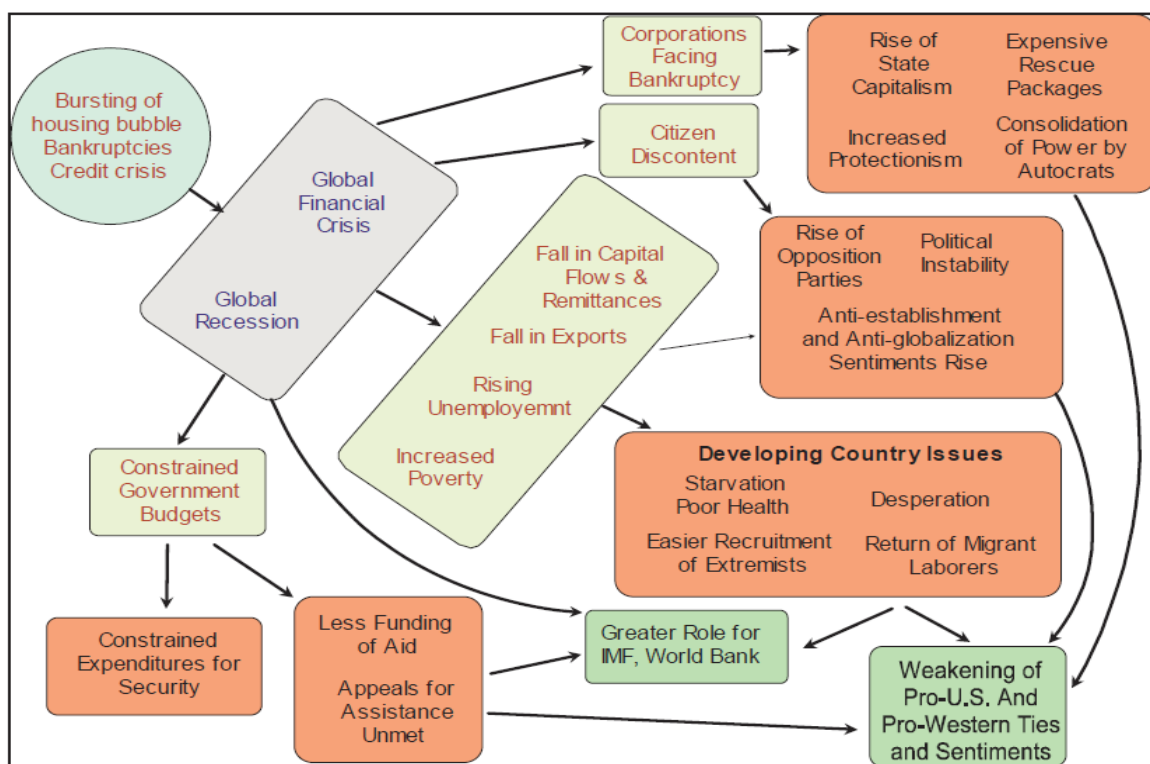 Bursting of
housing bubble
Bankruptcies
Credit crisis
Global
Financial
Crisis
Global
Recession
Corporations
Facing
Bankruptcy
Citizen
Discontent
Rise of
State
Capitalism
Expensive
Rescue
Packages
Increased
Protectionism
Consolidation
of Power by
Autocrats
Fall in Capital
Flows &
Remittances
Fall in Exports
Rising
Unemployemnt
Increased
Poverty
Rise of
Opposition
Parties
Political
Instability
Anti-establishment
and Anti-globalization
Sentiments Rise
Developing Country Issues
Starvation
Poor Health
Desperation
Easier Recruitment
of Extremists
Return of Migrant
Laborers
Constrained
Government
Budgets
Constrained
Expenditures for
Security
Less Funding
of Aid
Appeals for
Assistance
Unmet
Greater Role for
IMF, World Bank
Weakening of
Pro-U.S. And
Pro-Western Ties
and Sentiments